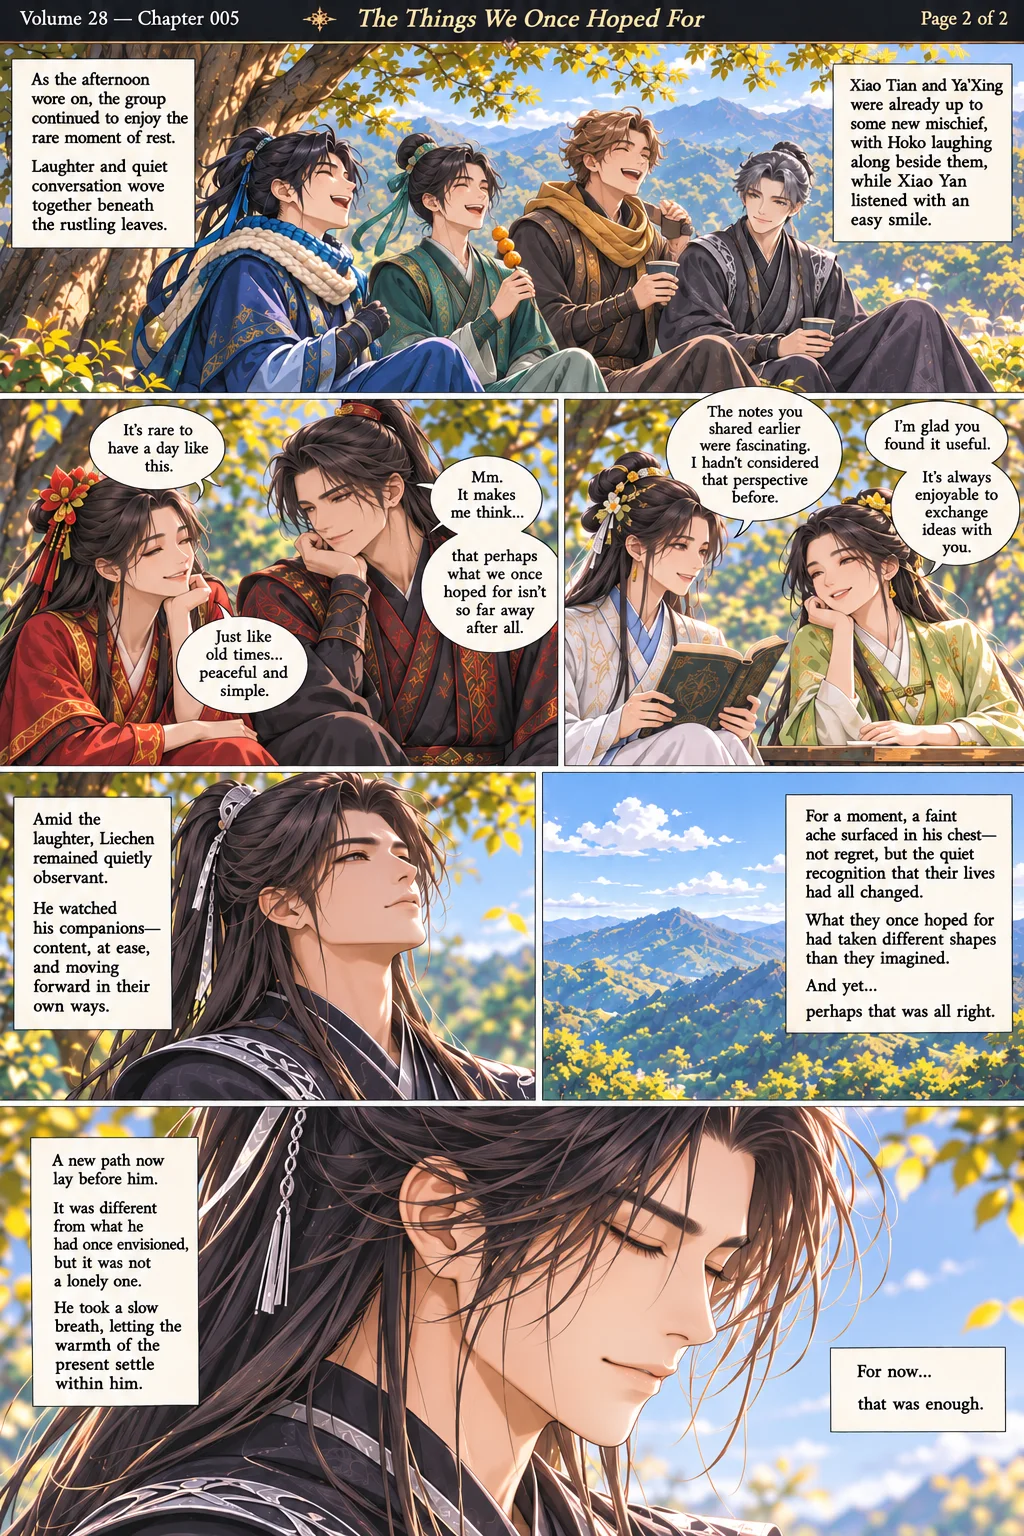 Volume 28 — Chapter 005
The Things We Once Hoped For
Page 2 of 2
As the afternoon
wore on, the group
continued to enjoy the
rare moment of rest.
Laughter and quiet
conversation wove
together beneath
the rustling leaves.
Xiao Tian and Ya'Xing
were already up to
some new mischief,
with Hoko laughing
along beside them,
while Xiao Yan
listened with an
easy smile.
It's rare to
have a day like
this.
Mm.
It makes
me think...
that perhaps
what we once
hoped for isn't
so far away
after all.
Just like
old times...
peaceful and
simple.
The notes you
shared earlier
were fascinating.
I hadn't considered
that perspective
before.
I'm glad you
found it useful.
It's always
enjoyable to
exchange
ideas with
you.
Amid the
laughter, Liechen
remained quietly
observant.
He watched
his companions—
content, at ease,
and moving
forward in their
own ways.
For a moment, a faint
ache surfaced in his chest—
not regret, but the quiet
recognition that their lives
had all changed.
What they once hoped for
had taken different shapes
than they imagined.
And yet...
perhaps that was all right.
A new path now
lay before him.
It was different
from what he
had once envisioned,
but it was not
a lonely one.
He took a slow
breath, letting the
warmth of the
present settle
within him.
For now...
that was enough.